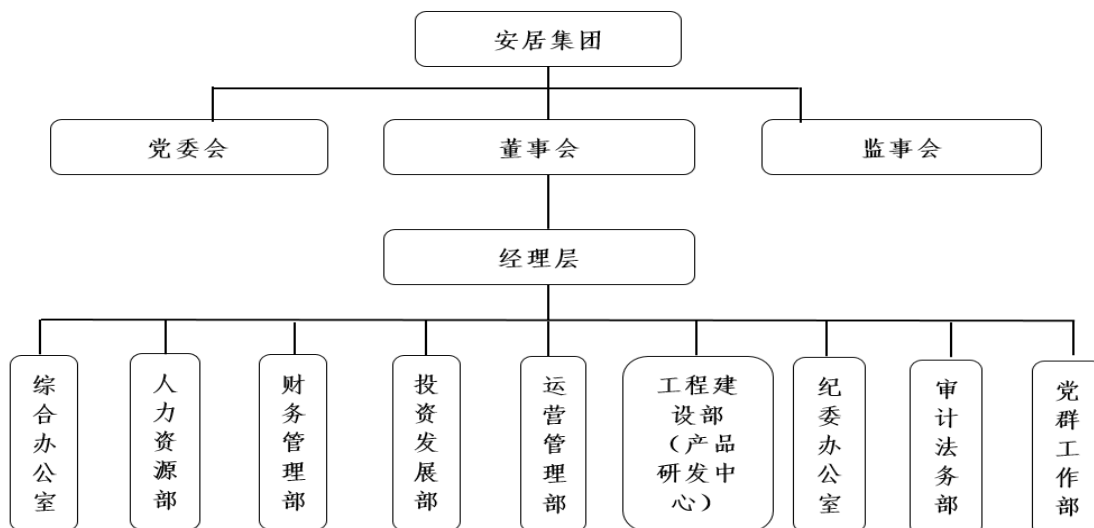 安居集团
党委会
董事会
监事会
经理层
综合办公室
人力资源部
财务管理部
投资发展部
运营管理部
工程建
设部
（产品
研发中
心）
纪委办公室
审计法务部
党群工作部